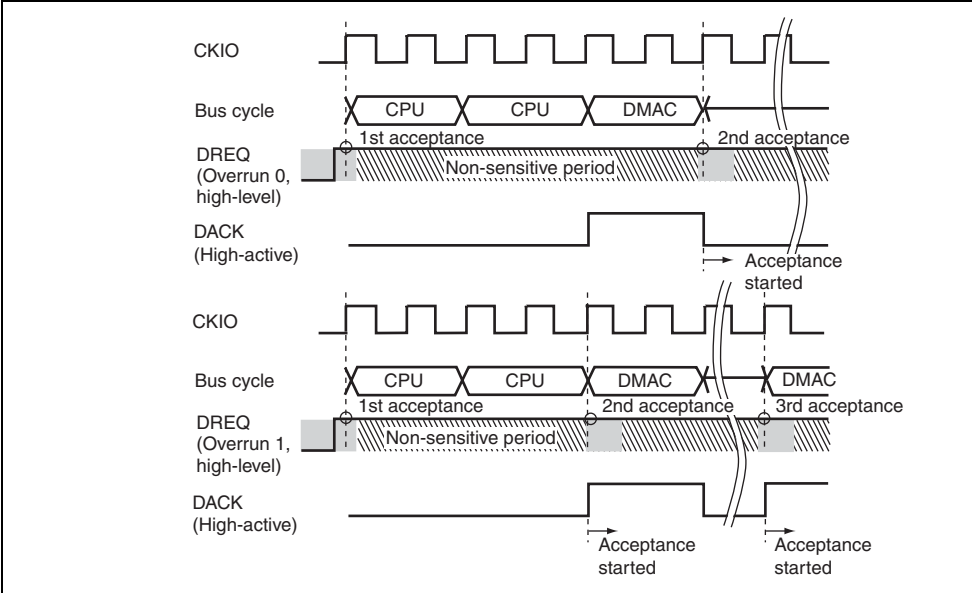 CKIO
Bus cycle
CPU
CPU
DMAC
1st acceptance
2nd acceptance
DREQ
(Overrun 0,
high-level)
Non-sensitive period
DACK
(High-active)
Acceptance
started
CKIO
Bus cycle
CPU
CPU
DMAC
DMAC
1st acceptance
2nd acceptance
3rd acceptance
DREQ
(Overrun 1,
high-level)
Non-sensitive period
DACK
(High-active)
Acceptance
started
Acceptance
started